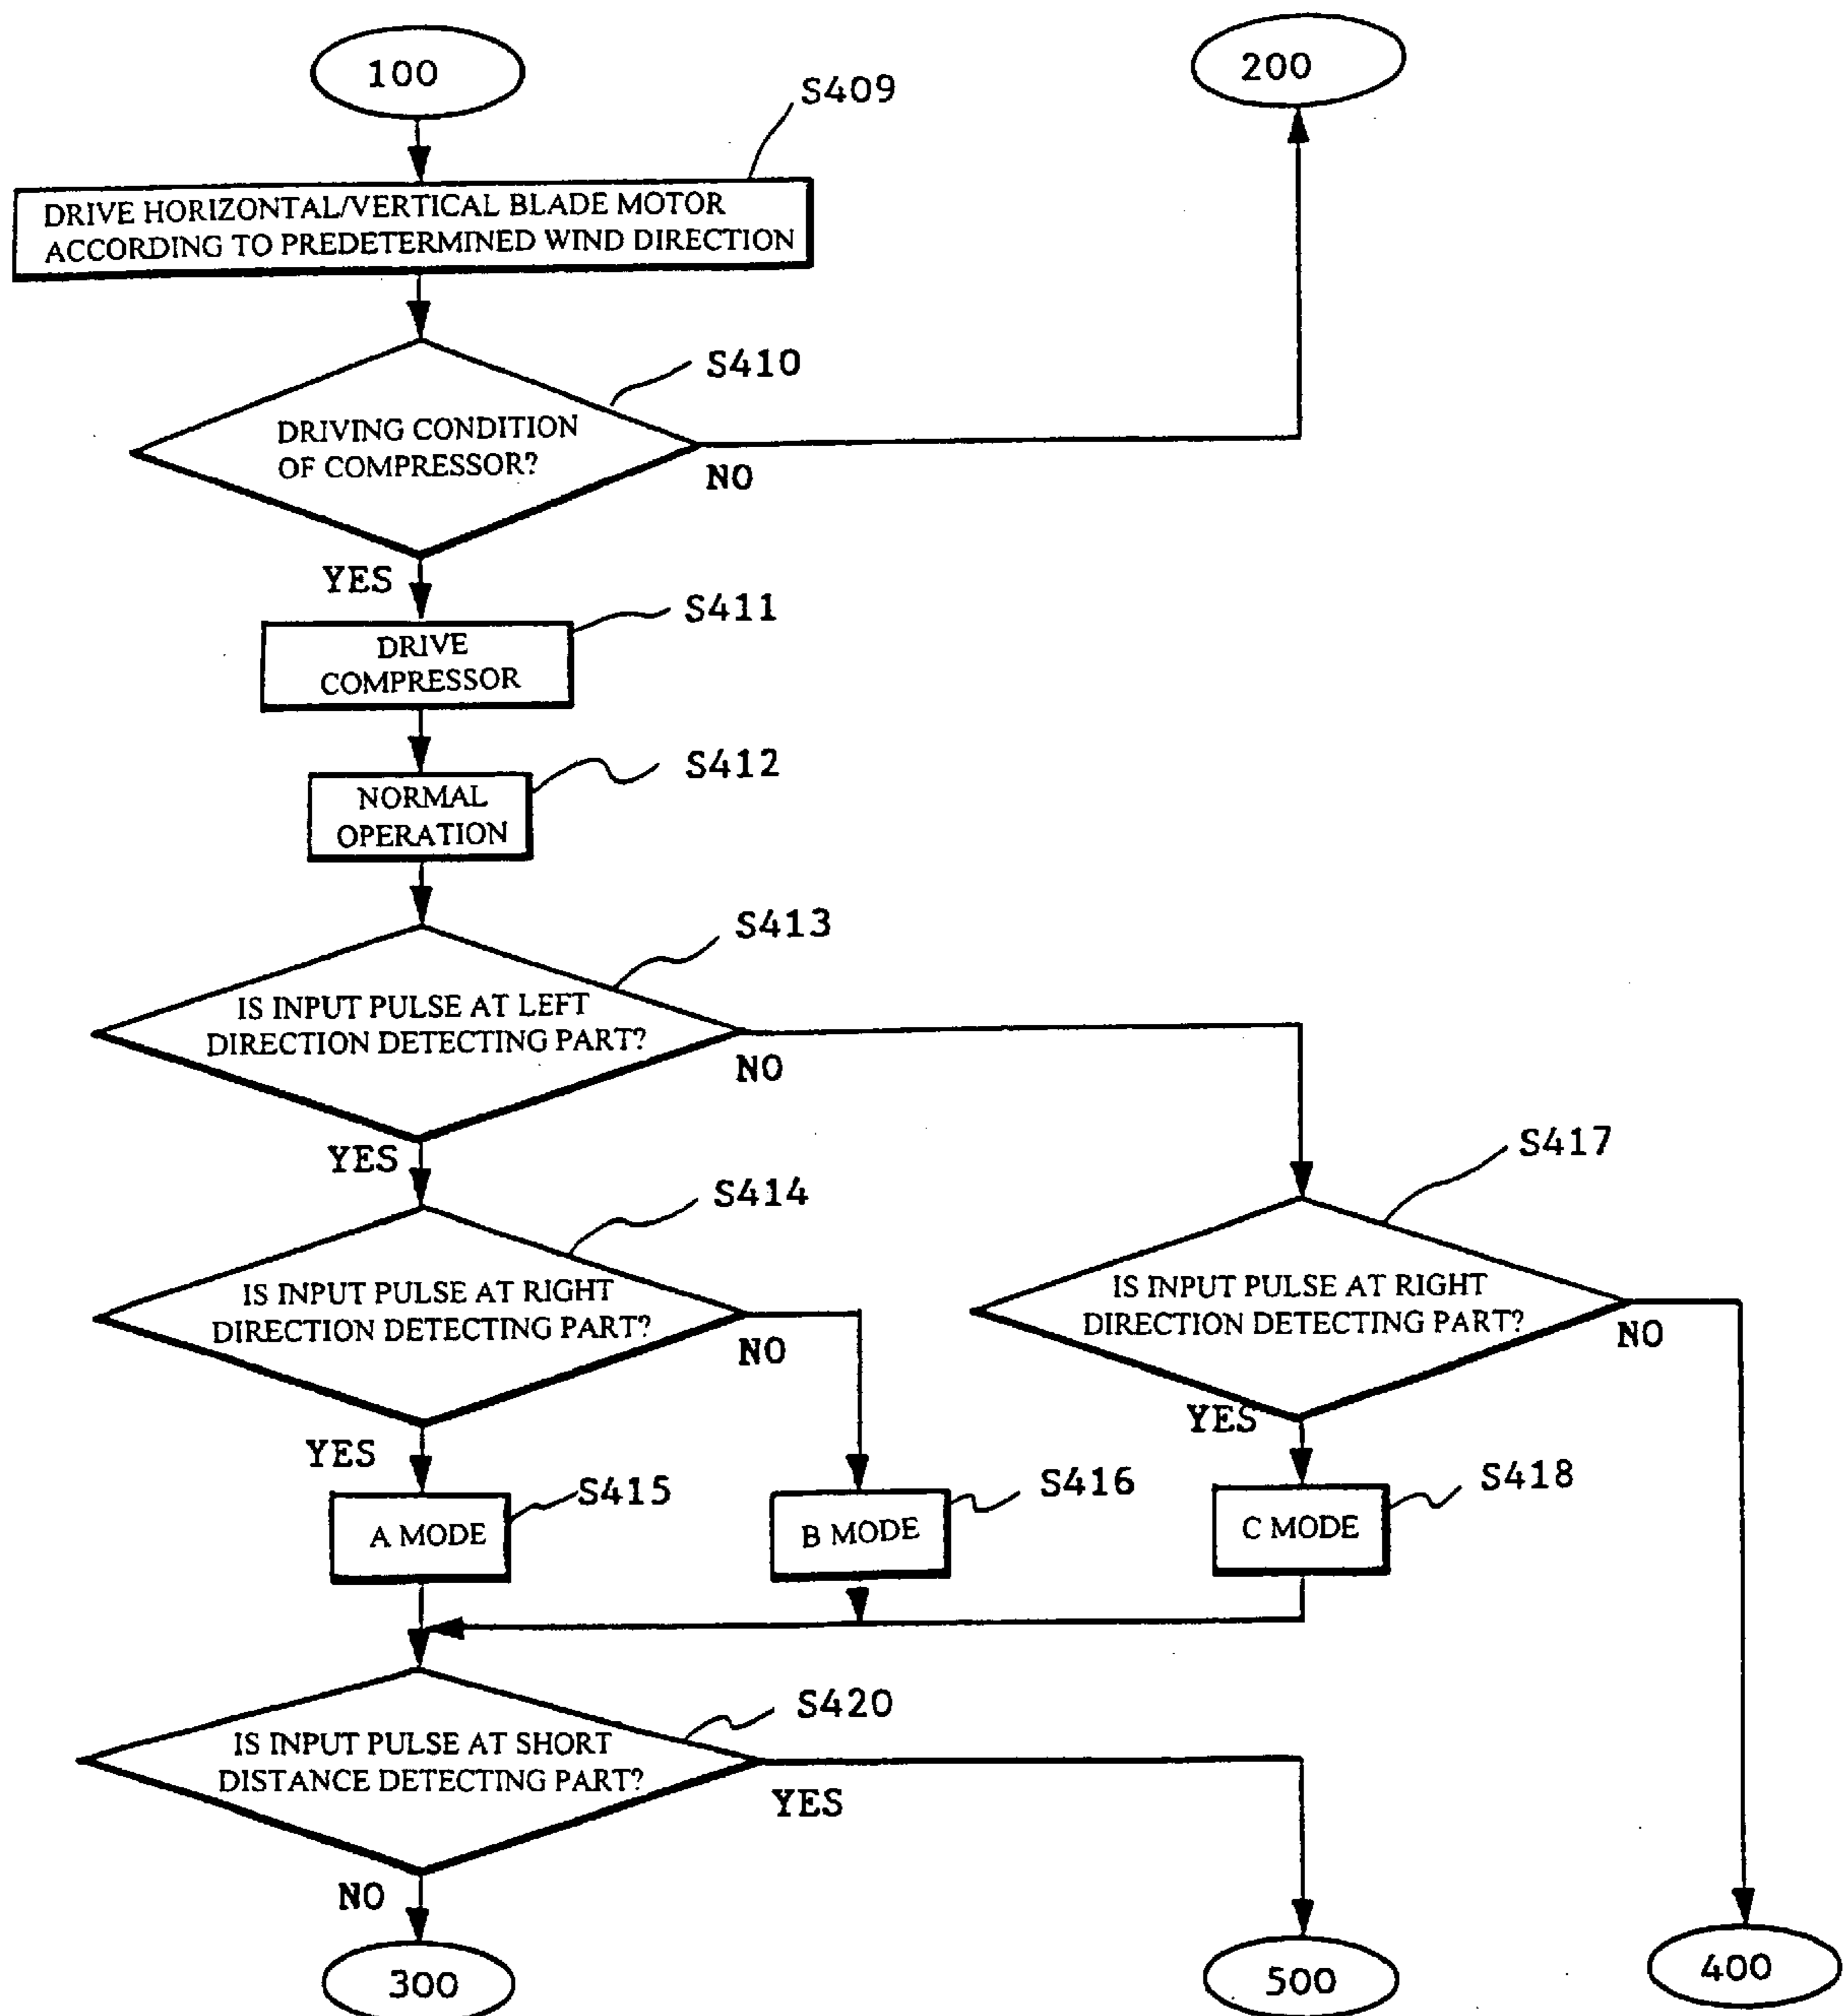 100
200
S409
DRIVE HORIZONTAL/VERTICAL BLADE MOTOR
ACCORDING TO PREDETERMINED WIND DIRECTION
S410
DRIVING CONDITION
OF COMPRESSOR?
NO
YES
S411
DRIVE
COMPRESSOR
S412
NORMAL
OPERATION
S413
IS INPUT PULSE AT LEFT
DIRECTION DETECTING PART?
NO
YES
S417
S414
IS INPUT PULSE AT RIGHT
DIRECTION DETECTING PART?
NO
IS INPUT PULSE AT RIGHT
DIRECTION DETECTING PART?
NO
YES
YES
S415
A MODE
S416
B MODE
S418
C MODE
S420
IS INPUT PULSE AT SHORT
DISTANCE DETECTING PART?
YES
NO
300
500
400